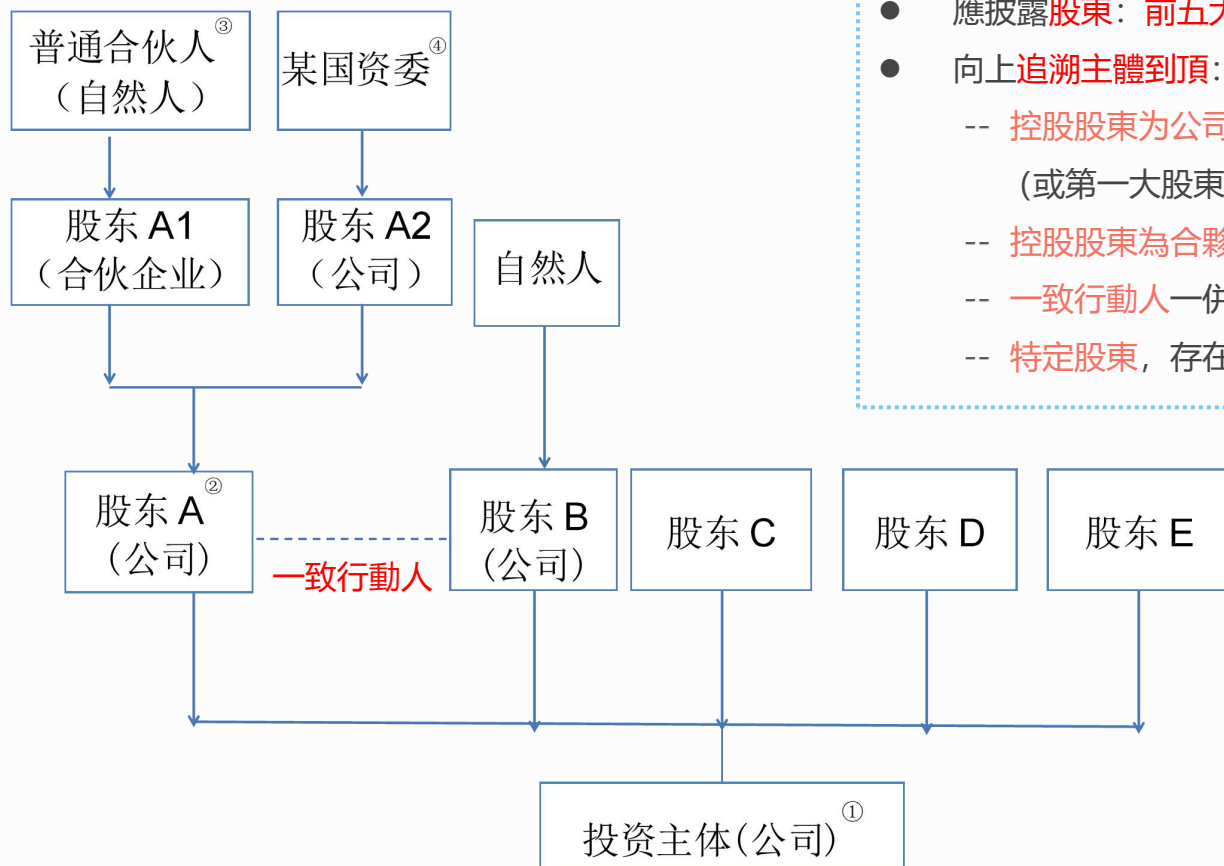 普通合伙人③
（自然人）
某国资委④
股东 A1
（合伙企业）
股东 A2
（公司）
自然人
股东 A②
(公司)
一致行動人
股东 B
(公司)
股东 C
股东 D
股东 E
投资主体(公司)①
● 應披露股東：前五大
● 向上追溯主體到頂：
-- 控股股東为公司
（或第一大股東
-- 控股股東為合夥
-- 一致行動人一併
-- 特定股東，存在